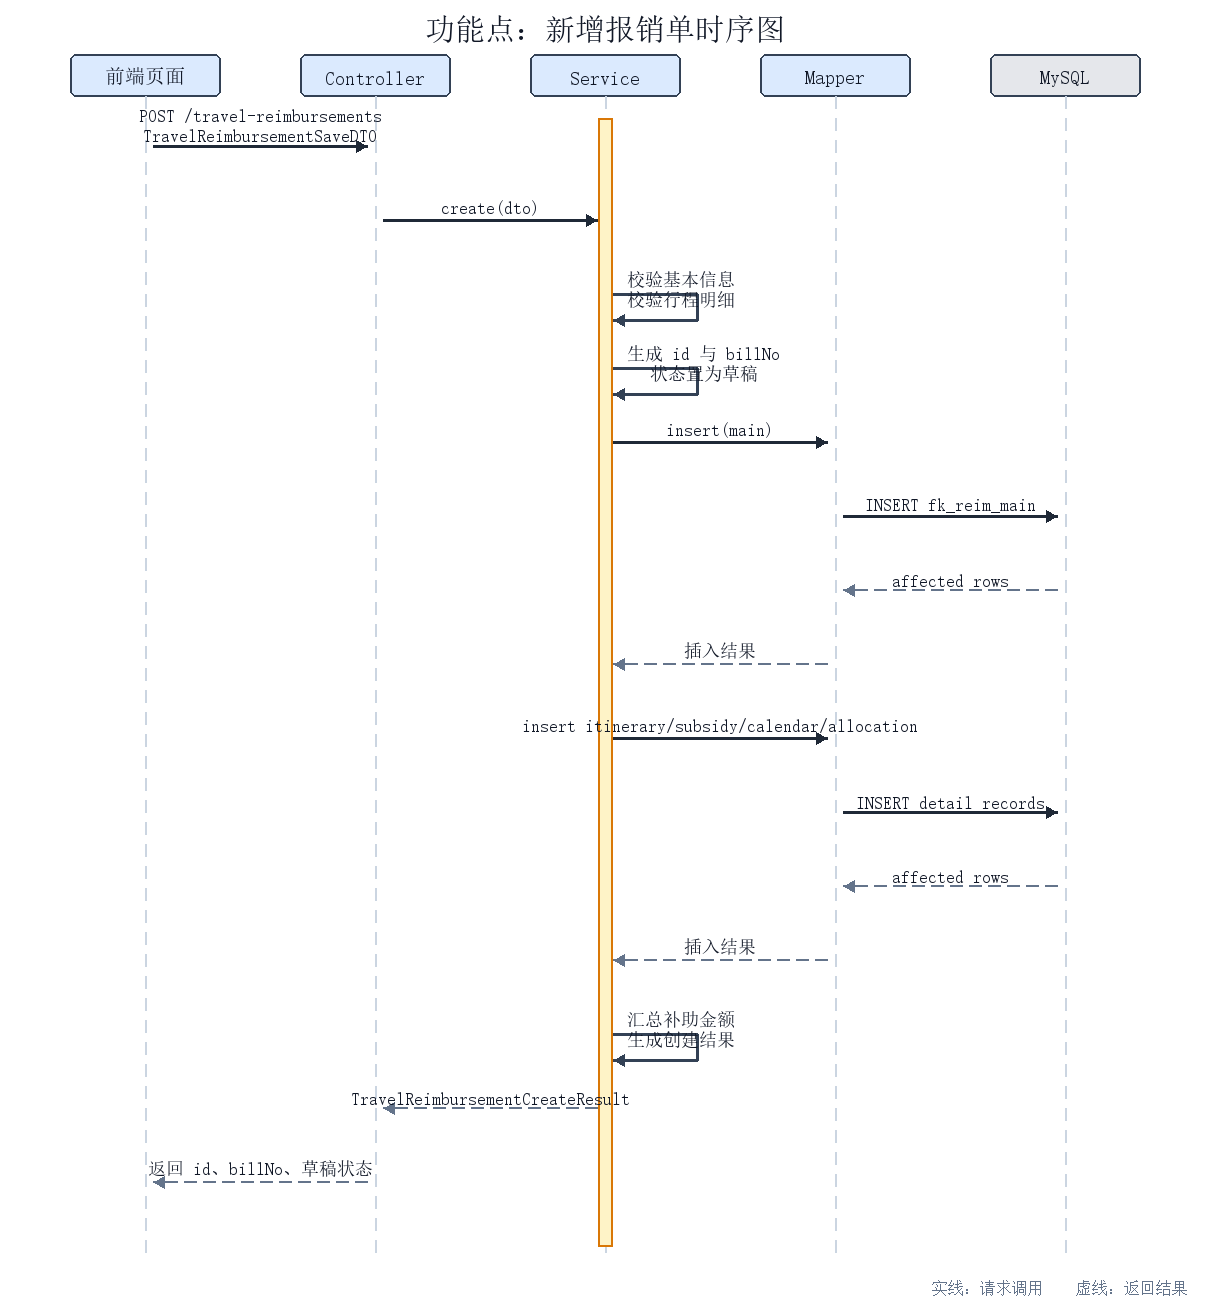 功能点：新增报销单时序图
前端页面
Controller
Service
Mapper
MySQL
POST /travel-reimbursements
TravelReimbursementSaveDTO
create(dto)
校验基本信息
校验行程明细
生成 id 与 billNo
状态置为草稿
insert(main)
INSERT fk_reim_main
affected rows
插入结果
insert itinerary/subsidy/calendar/allocation
INSERT detail records
affected rows
插入结果
汇总补助金额
生成创建结果
TravelReimbursementCreateResult
返回 id、billNo、草稿状态
实线：请求调用 虚线：返回结果